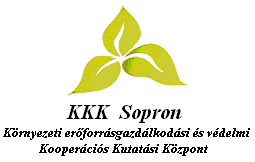 KKK Sopron
Környezeti erőforrásgazdálkodási és védelmi
Kooperációs Kutatási Központ